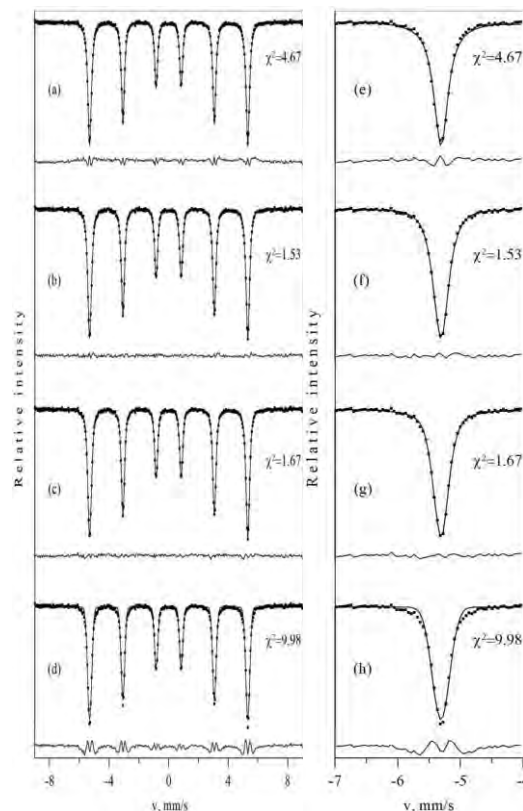 (a)
χ²=4.67
(b)
χ²=1.53
(c)
χ²=1.67
(d)
χ²=9.98
-8 -4 0 4 8
v, mm/s
Relative intensity
(e)
χ²=4.67
(f)
χ²=1.53
(g)
χ²=1.67
(h)
χ²=9.98
-7 -6 -5 -4
v, mm/s
Relative intensity